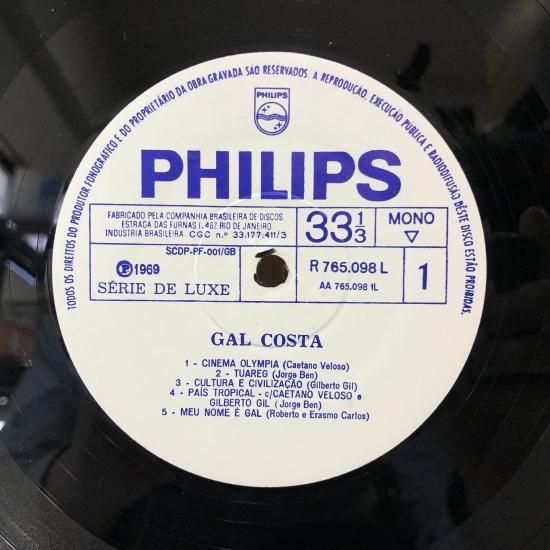 TODOS OS DIREITOS DO PRODUTOR FONOGRÁFICO E DO PROPRIETÁRIO DA OBRA GRAVADA SÃO RESERVADOS. A REPRODUÇÃO, EXECUÇÃO PÚBLICA E RADIODIFUSÃO DÊSTE DISCO ESTÃO PROIBIDAS.
PHILIPS
PHILIPS
FABRICADO PELA COMPANHIA BRASILEIRA DE DISCOS.
ESTRADA DAS FURNAS 1.467. RIO DE JANEIRO
INDUSTRIA BRASILEIRA CGC n.º 33.177.411/3
33 1/3
MONO
SCDP-PF-001/GB
Ⓟ 1969
SÉRIE DE LUXE
R 765.098 L
AA 765.098 1L
1
GAL COSTA
1 - CINEMA OLYMPIA (Caetano Veloso)
2 - TUAREG (Jorge Ben)
3 - CULTURA E CIVILIZAÇÃO (Gilberto Gil)
4 - PAÍS TROPICAL - c/CAETANO VELOSO e
GILBERTO GIL (Jorge Ben)
5 - MEU NOME É GAL (Roberto e Erasmo Carlos)